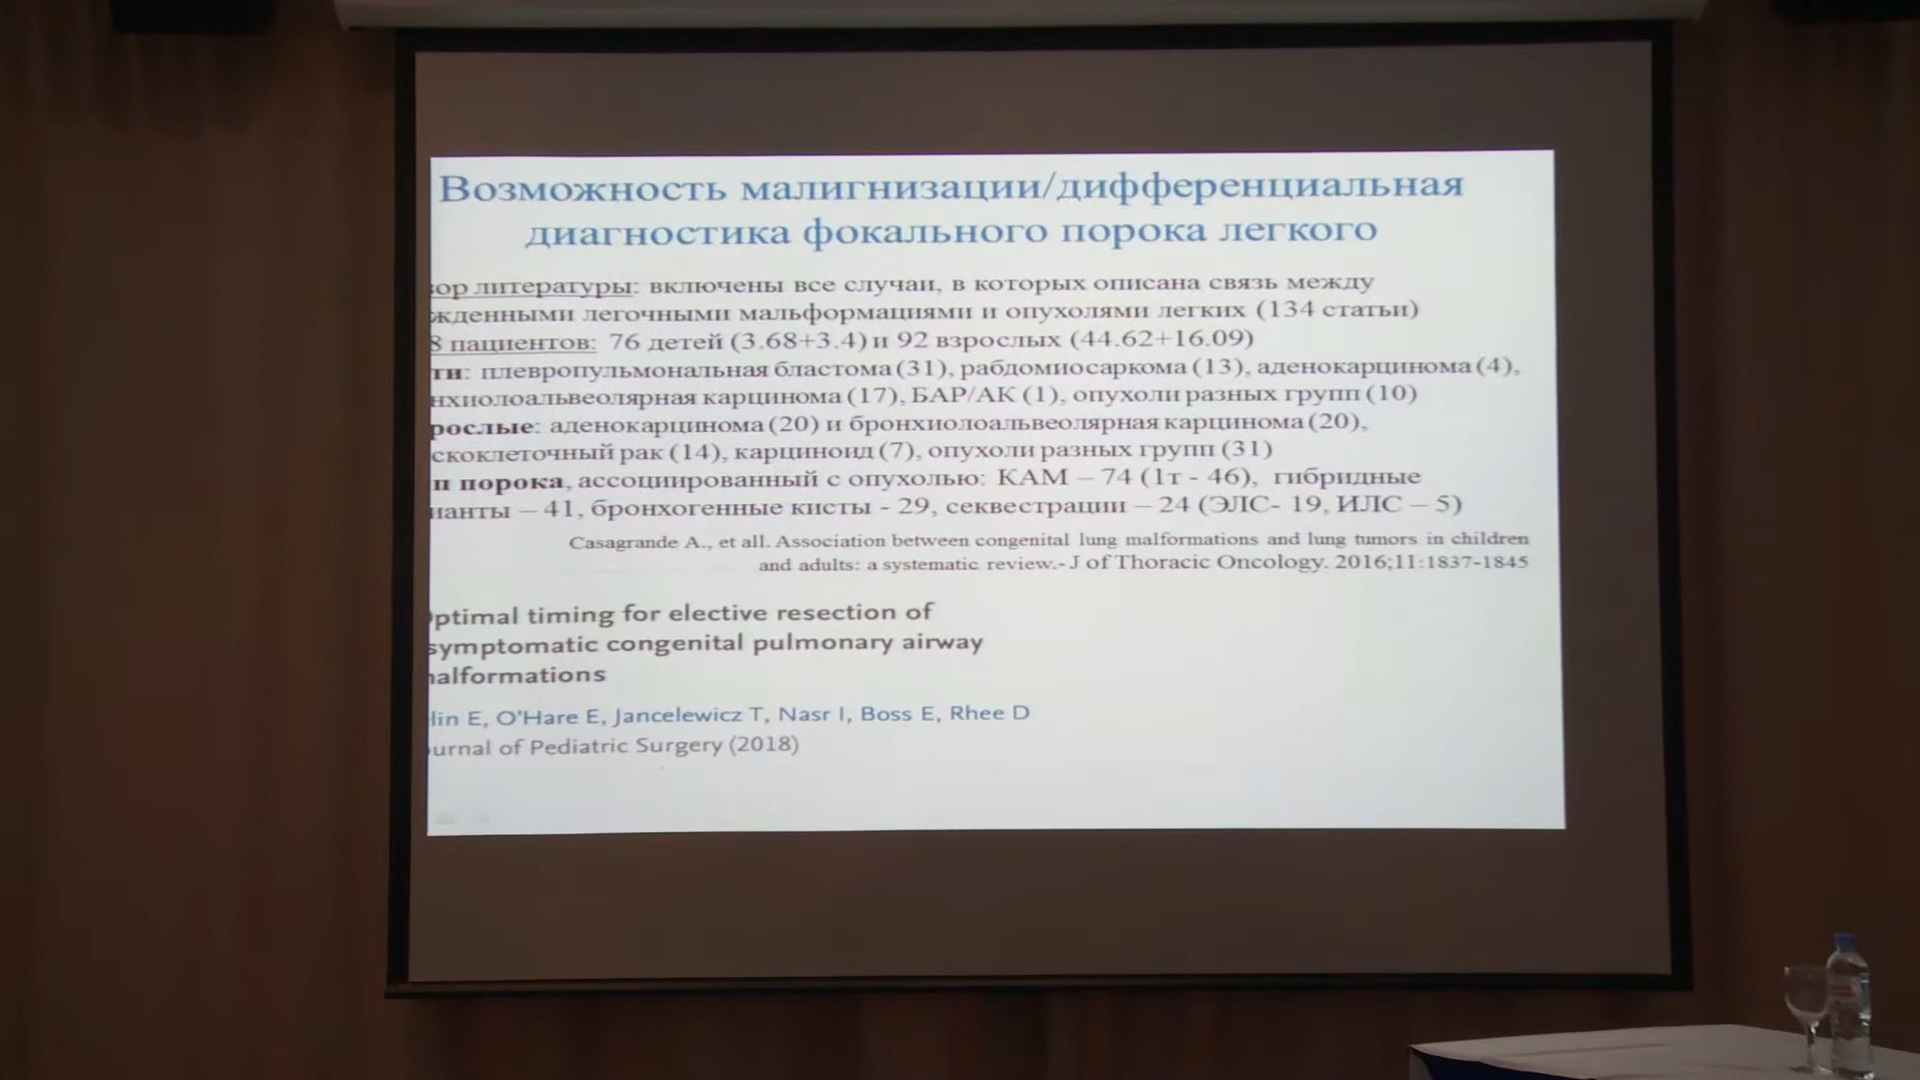 Возможность малигнизации/дифференциальная
диагностика фокального порока легкого
зор литературы: включены все случаи, в которых описана связь между
жденными легочными мальформациями и опухолями легких (134 статьи)
8 пациентов: 76 детей (3.68+3.4) и 92 взрослых (44.62+16.09)
ти: плевропульмональная бластома (31), рабдомиосаркома (13), аденокарцинома (4),
нхиолоальвеолярная карцинома (17), БАР/АК (1), опухоли разных групп (10)
рослые: аденокарцинома (20) и бронхиолоальвеолярная карцинома (20),
скоклеточный рак (14), карциноид (7), опухоли разных групп (31)
п порока, ассоциированный с опухолью: КАМ – 74 (1т - 46), гибридные
ианты – 41, бронхогенные кисты - 29, секвестрации – 24 (ЭЛС- 19, ИЛС – 5)
Casagrande A., et all. Association between congenital lung malformations and lung tumors in children
and adults: a systematic review.- J of Thoracic Oncology. 2016;11:1837-1845
ptimal timing for elective resection of
symptomatic congenital pulmonary airway
alformations
lin E, O'Hare E, Jancelewicz T, Nasr I, Boss E, Rhee D
urnal of Pediatric Surgery (2018)